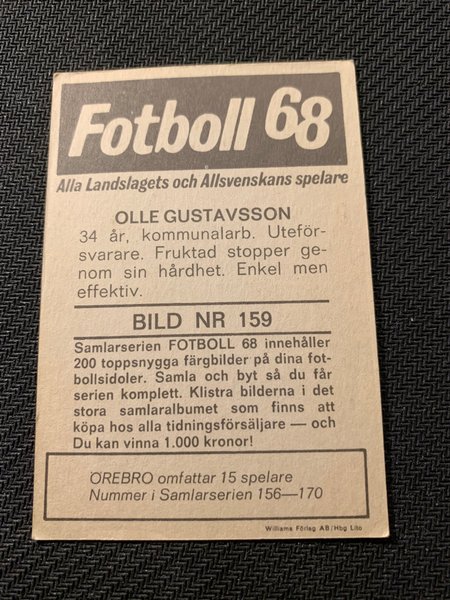 Fotboll 68
Alla Landslagets och Allsvenskans spelare
OLLE GUSTAVSSON
34 år, kommunalarb. Uteför-
svarare. Fruktad stopper ge-
nom sin hårdhet. Enkel men
effektiv.
BILD NR 159
Samlarserien FOTBOLL 68 innehåller
200 toppsnygga färgbilder på dina fot-
bollsidoler. Samla och byt så du får
serien komplett. Klistra bilderna i det
stora samlaralbumet som finns att
köpa hos alla tidningsförsäljare — och
Du kan vinna 1.000 kronor!
ÖREBRO omfattar 15 spelare
Nummer i Samlarserien 156—170
Williams Förlag AB/Hbg Lito